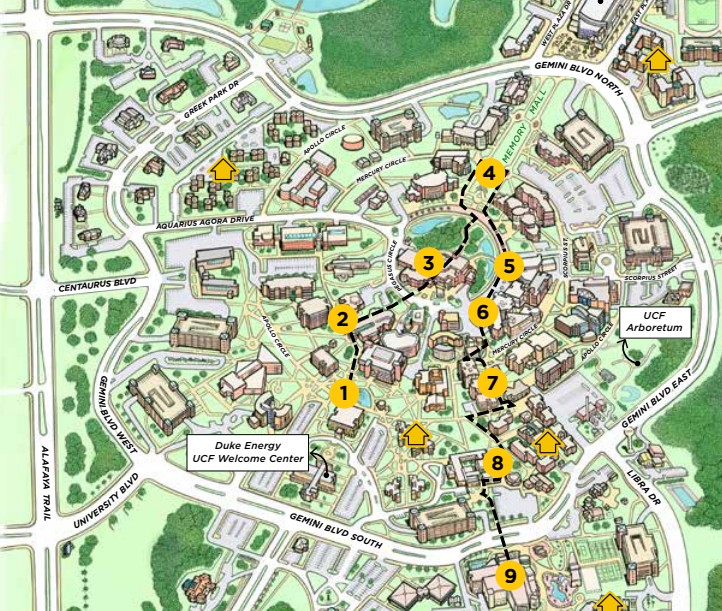 WEST PLAZA DR
EAST PL
GEMINI BLVD NORTH
GREEK PARK DR
MEMORY MALL
APOLLO CIRCLE
MERCURY CIRCLE
4
AQUARIUS AGORA DRIVE
PEGASUS CIRCLE
SCORPIUS ST
3
5
SCORPIUS STREET
CENTAURUS BLVD
2
6
UCF
Arboretum
APOLLO CIRCLE
MERCURY CIRCLE
APOLLO CIRCLE
1
7
GEMINI BLVD WEST
GEMINI BLVD EAST
Duke Energy
UCF Welcome Center
8
ALAFAYA TRAIL
UNIVERSITY BLVD
LIBRA DR
GEMINI BLVD SOUTH
9